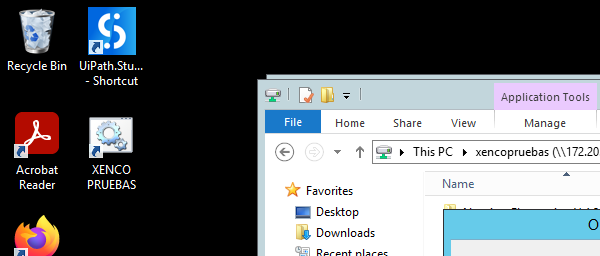 Recycle Bin
UiPath.Stu...
- Shortcut
Acrobat
Reader
XENCO
PRUEBAS
Application Tools
File
Home
Share
View
Manage
This PC
xencopruebas (\\172.20
Favorites
Name
Desktop
Downloads
Recent places
O